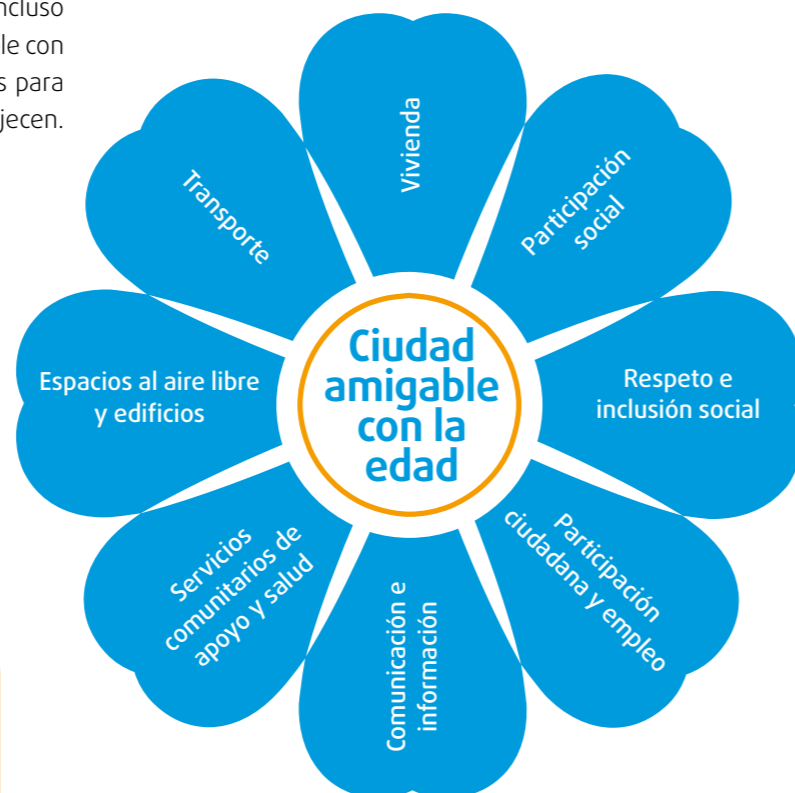 incluso
le con
s para
jecen.
Vivienda
Participación
social
Respeto e
inclusión social
Participación
ciudadana y empleo
Comunicación e
información
Servicios
comunitarios de
apoyo y salud
Espacios al aire libre
y edificios
Transporte
Ciudad
amigable
con la
edad